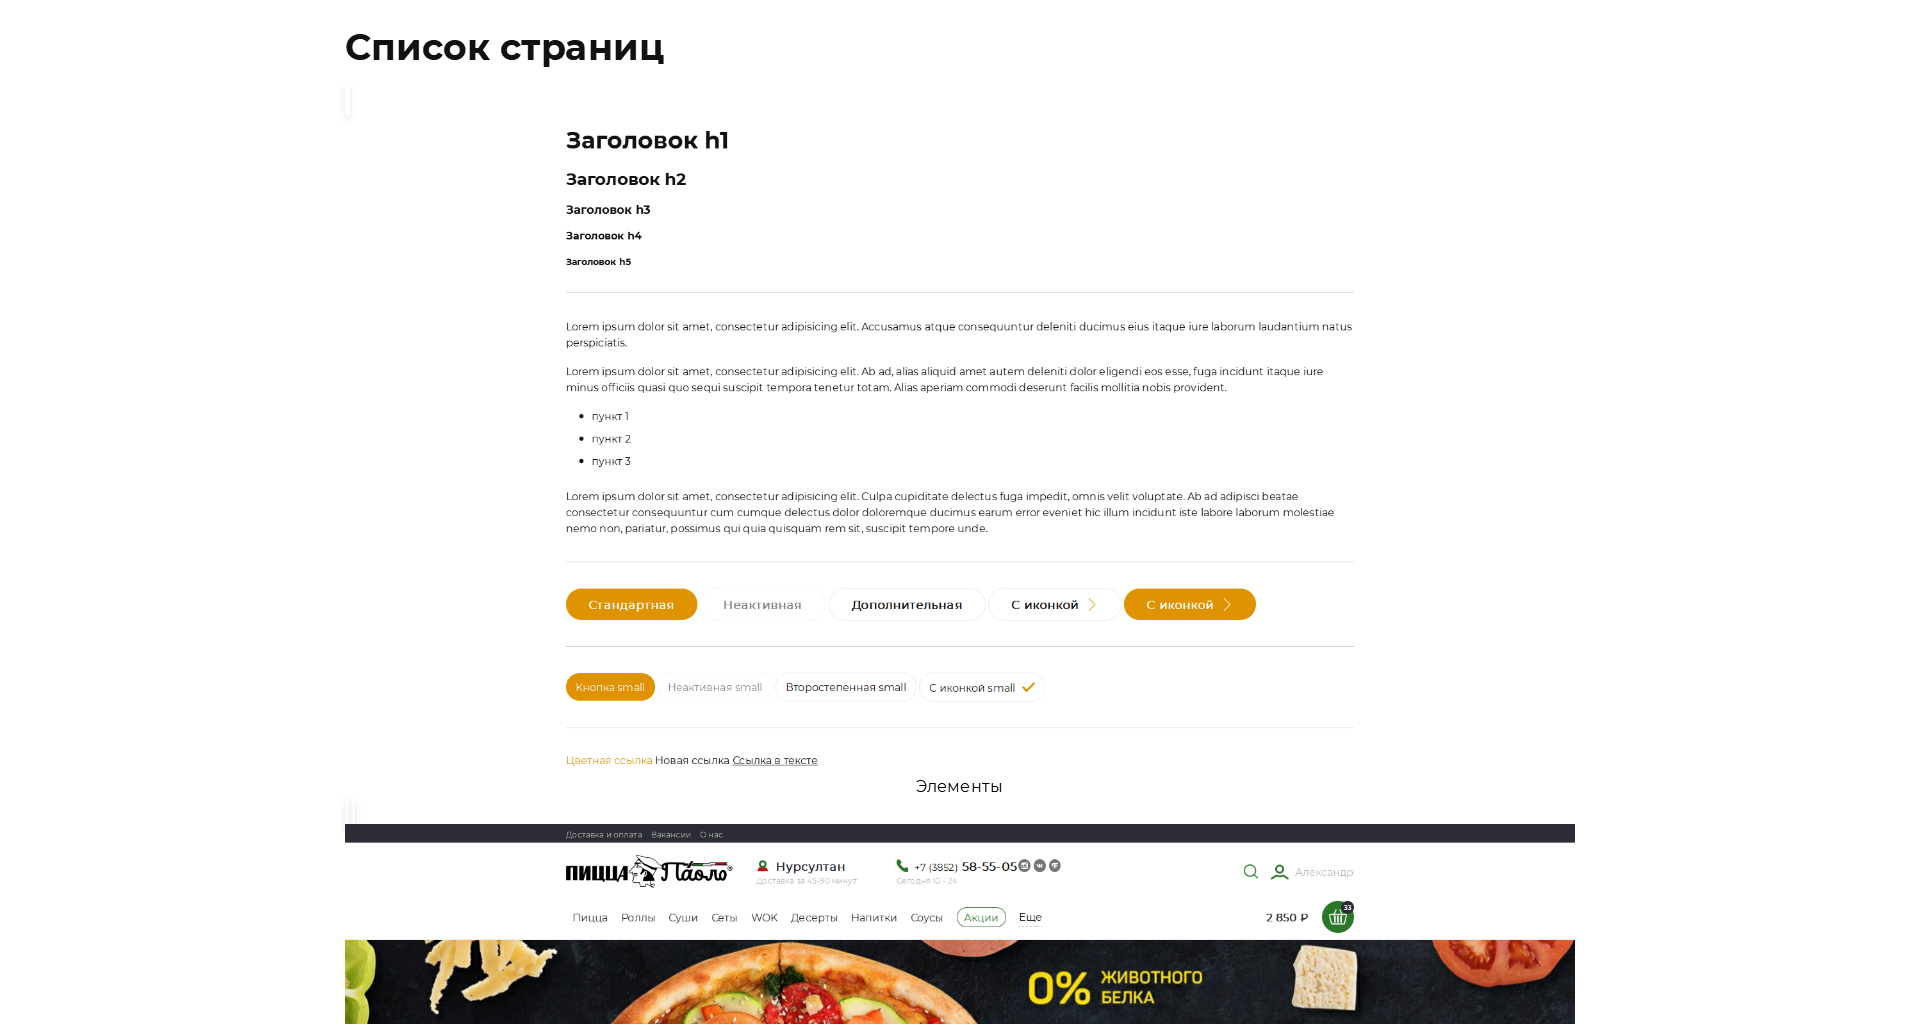 Список страниц
Заголовок h1
Заголовок h2
Заголовок h3
Заголовок h4
Заголовок h5
Lorem ipsum dolor sit amet, consectetur adipisicing elit. Accusamus atque consequuntur deleniti ducimus eius itaque iure laborum laudantium natus
perspiciatis.
Lorem ipsum dolor sit amet, consectetur adipisicing elit. Ab ad, alias aliquid amet autem deleniti dolor eligendi eos esse, fuga incidunt itaque iure
minus officiis quasi quo sequi suscipit tempora tenetur totam. Alias aperiam commodi deserunt facilis mollitia nobis provident.
пункт 1
пункт 2
пункт 3
Lorem ipsum dolor sit amet, consectetur adipisicing elit. Culpa cupiditate delectus fuga impedit, omnis velit voluptate. Ab ad adipisci beatae
consectetur consequuntur cum cumque delectus dolor doloremque ducimus earum error eveniet hic illum incidunt iste labore laborum molestiae
nemo non, pariatur, possimus qui quia quisquam rem sit, suscipit tempore unde.
Стандартная Неактивная Дополнительная С иконкой С иконкой
Кнопка small Неактивная small Второстепенная small С иконкой small
Цветная ссылка Новая ссылка Ссылка в тексте
Элементы
Доставка и оплата Вакансии О нас
ПИЦЦА Паоло® Нурсултан +7 (3852) 58-55-05 Александр
Доставка за 45-90 минут Сегодня 10 - 24
Пицца Роллы Суши Сеты WOK Десерты Напитки Соусы Акции Еще 2 850 ₽ 33
0% ЖИВОТНОГО
БЕЛКА